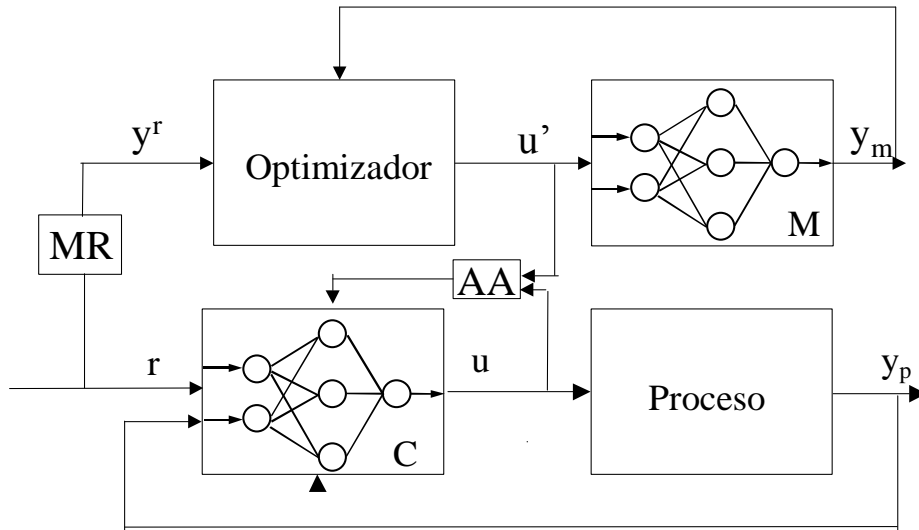 y^r
u’
y_m
Optimizador
M
MR
AA
r
u
y_p
Proceso
C